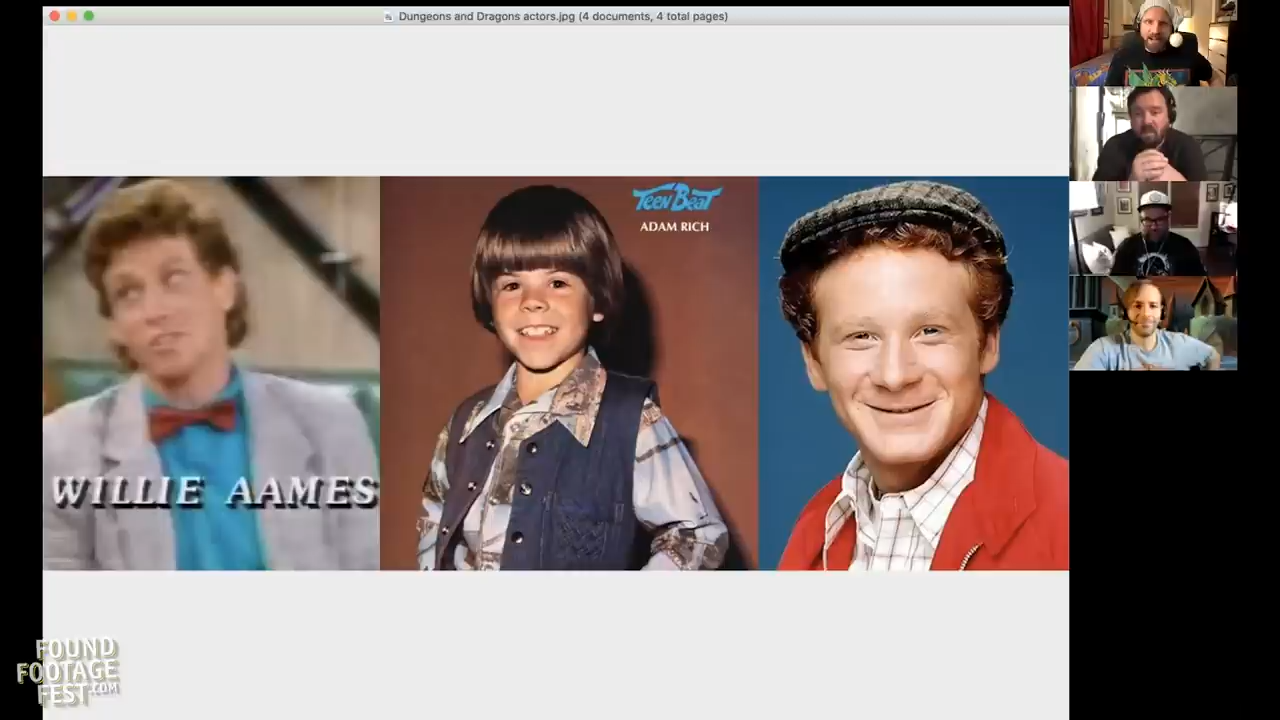 Dungeons and Dragons actors.jpg (4 documents, 4 total pages)
WILLIE AAMES
TEEN BEAT
ADAM RICH
FOUND
FOOTAGE
FEST.COM